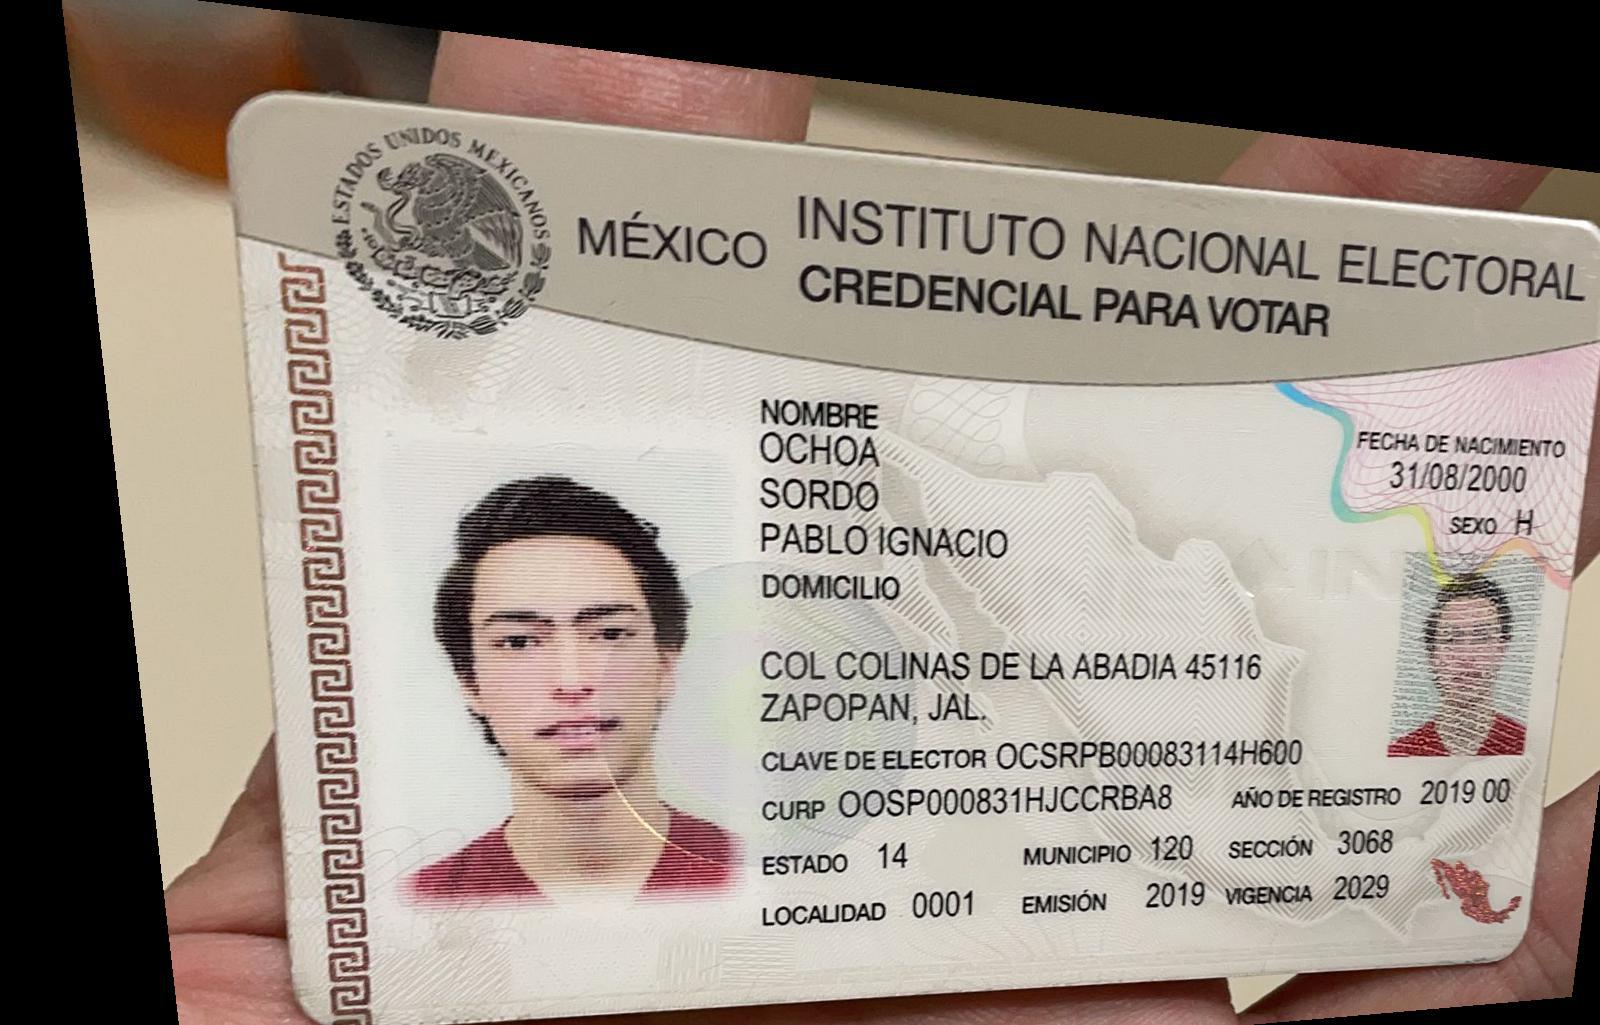 ESTADOS UNIDOS MEXICANOS
MÉXICO
INSTITUTO NACIONAL ELECTORAL
CREDENCIAL PARA VOTAR
NOMBRE
OCHOA
SORDO
PABLO IGNACIO
FECHA DE NACIMIENTO
31/08/2000
SEXO H
DOMICILIO
COL COLINAS DE LA ABADIA 45116
ZAPOPAN, JAL.
CLAVE DE ELECTOR OCSRPB00083114H600
CURP OOSP000831HJCCRBA8 AÑO DE REGISTRO 2019 00
ESTADO 14 MUNICIPIO 120 SECCIÓN 3068
LOCALIDAD 0001 EMISIÓN 2019 VIGENCIA 2029